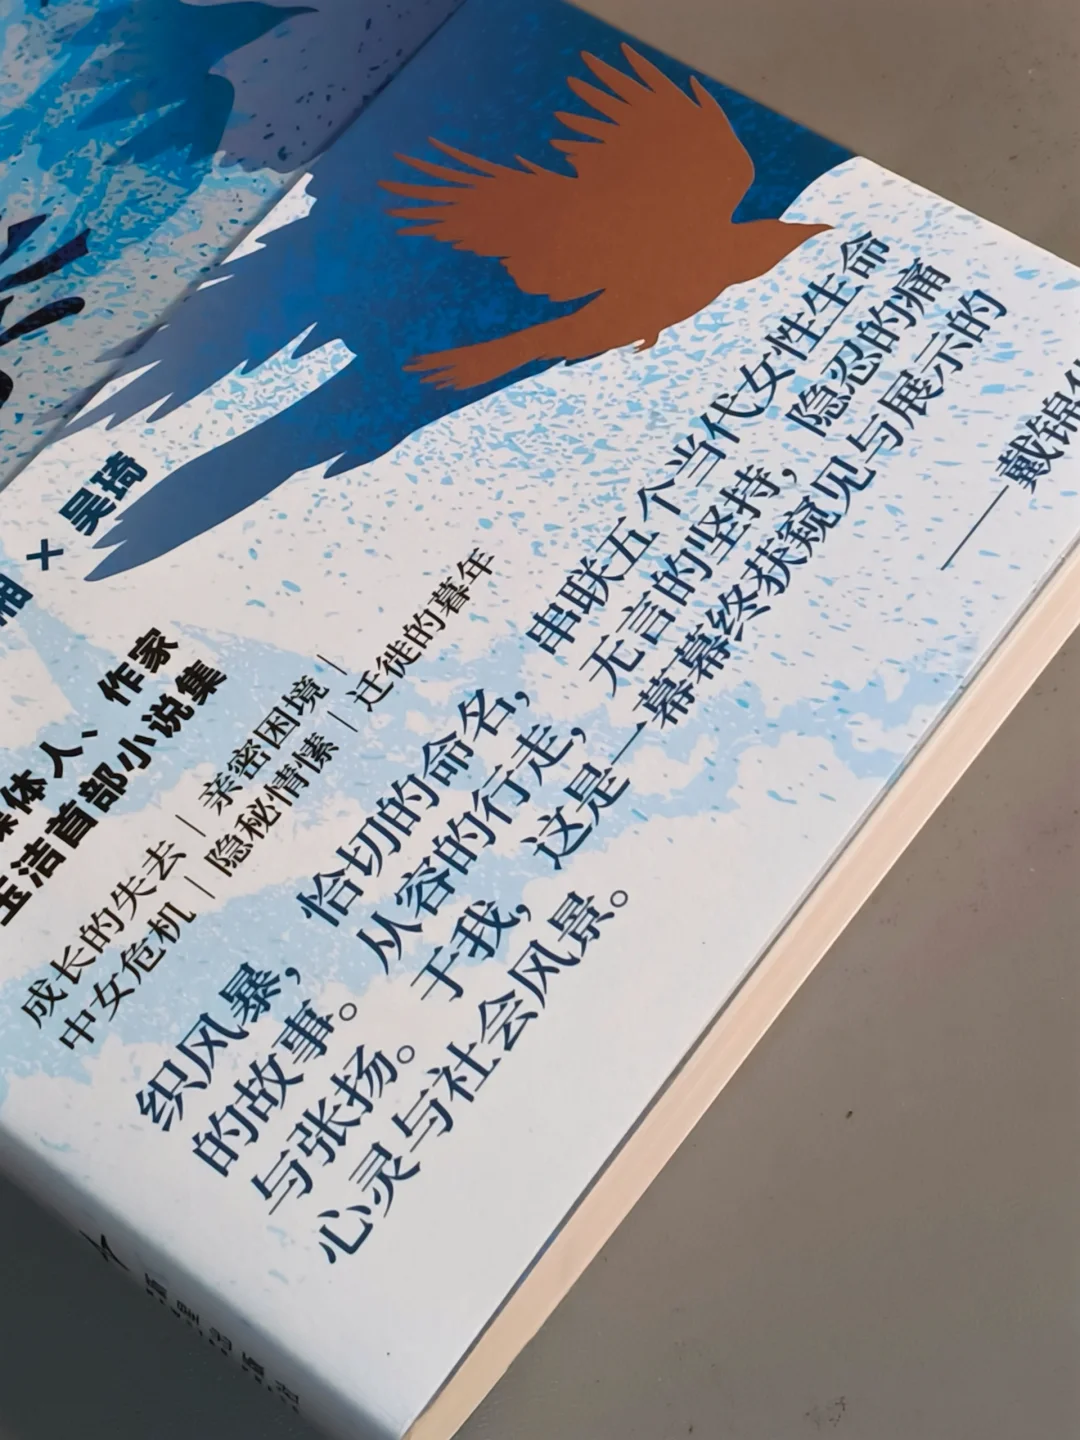 × 吴琦
体人、作家
玉洁首部小说集
成长的失去 | 亲密困境 |
中女危机 | 隐秘情愫 | 迁徙的暮年
织风暴，恰切的命名，串联五个当代女性生命
的故事。从容的行走，无言的坚持，隐忍的痛
与张扬。于我，这是一幕幕终获窥见与展示的
心灵与社会风景。
——戴锦